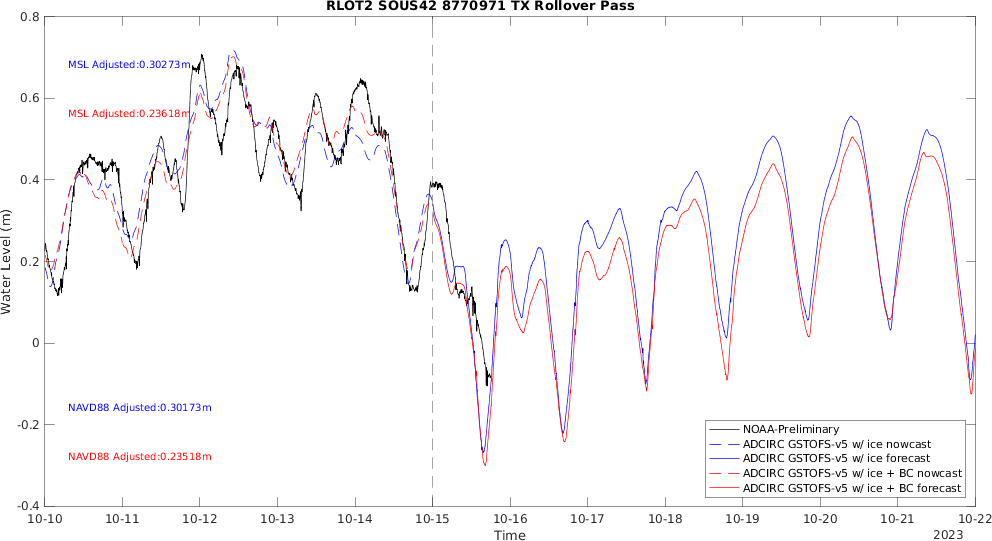 RLOT2 SOUS42 8770971 TX Rollover Pass
0.8
0.6
0.4
0.2
0
-0.2
-0.4
Water Level (m)
MSL Adjusted:0.30273m
MSL Adjusted:0.23618m
NAVD88 Adjusted:0.30173m
NAVD88 Adjusted:0.23518m
NOAA-Preliminary
ADCIRC GSTOFS-v5 w/ ice nowcast
ADCIRC GSTOFS-v5 w/ ice forecast
ADCIRC GSTOFS-v5 w/ ice + BC nowcast
ADCIRC GSTOFS-v5 w/ ice + BC forecast
10-10 10-11 10-12 10-13 10-14 10-15 10-16 10-17 10-18 10-19 10-20 10-21 10-22
Time
2023